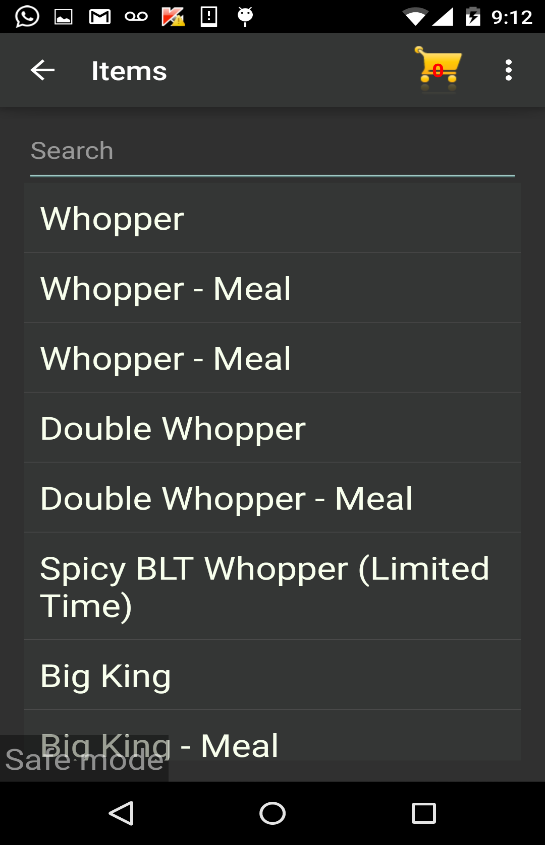 9:12
Items
0
Search
Whopper
Whopper - Meal
Whopper - Meal
Double Whopper
Double Whopper - Meal
Spicy BLT Whopper (Limited
Time)
Big King
Big King - Meal
Safe mode